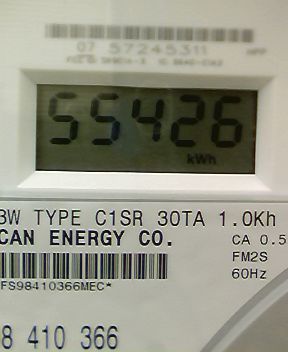 07 57245311
55426
kWh
3W TYPE C1SR 30TA 1.0Kh
CAN ENERGY CO.
CA 0.5
FM2S
FS98410366MEC*
60Hz
8 410 366